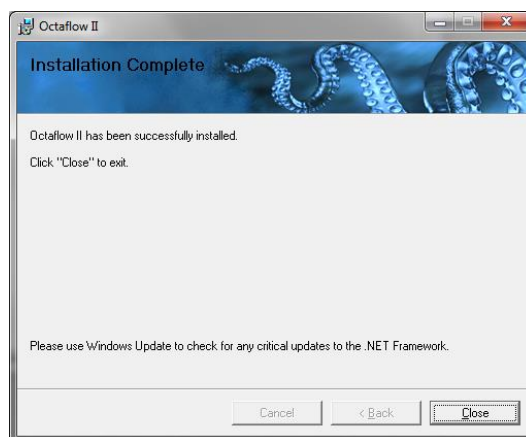 Octaflow II
Installation Complete
Octaflow II has been successfully installed.
Click "Close" to exit.
Please use Windows Update to check for any critical updates to the .NET Framework.
Cancel
< Back
Close